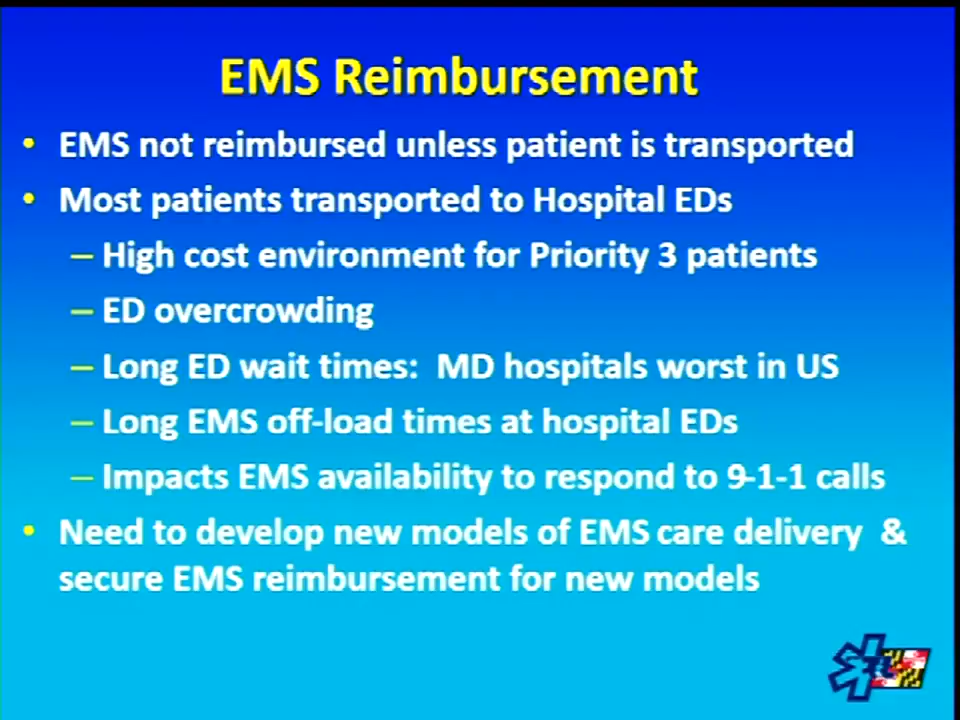 EMS Reimbursement
• EMS not reimbursed unless patient is transported
• Most patients transported to Hospital EDs
– High cost environment for Priority 3 patients
– ED overcrowding
– Long ED wait times: MD hospitals worst in US
– Long EMS off-load times at hospital EDs
– Impacts EMS availability to respond to 9-1-1 calls
• Need to develop new models of EMS care delivery &
secure EMS reimbursement for new models